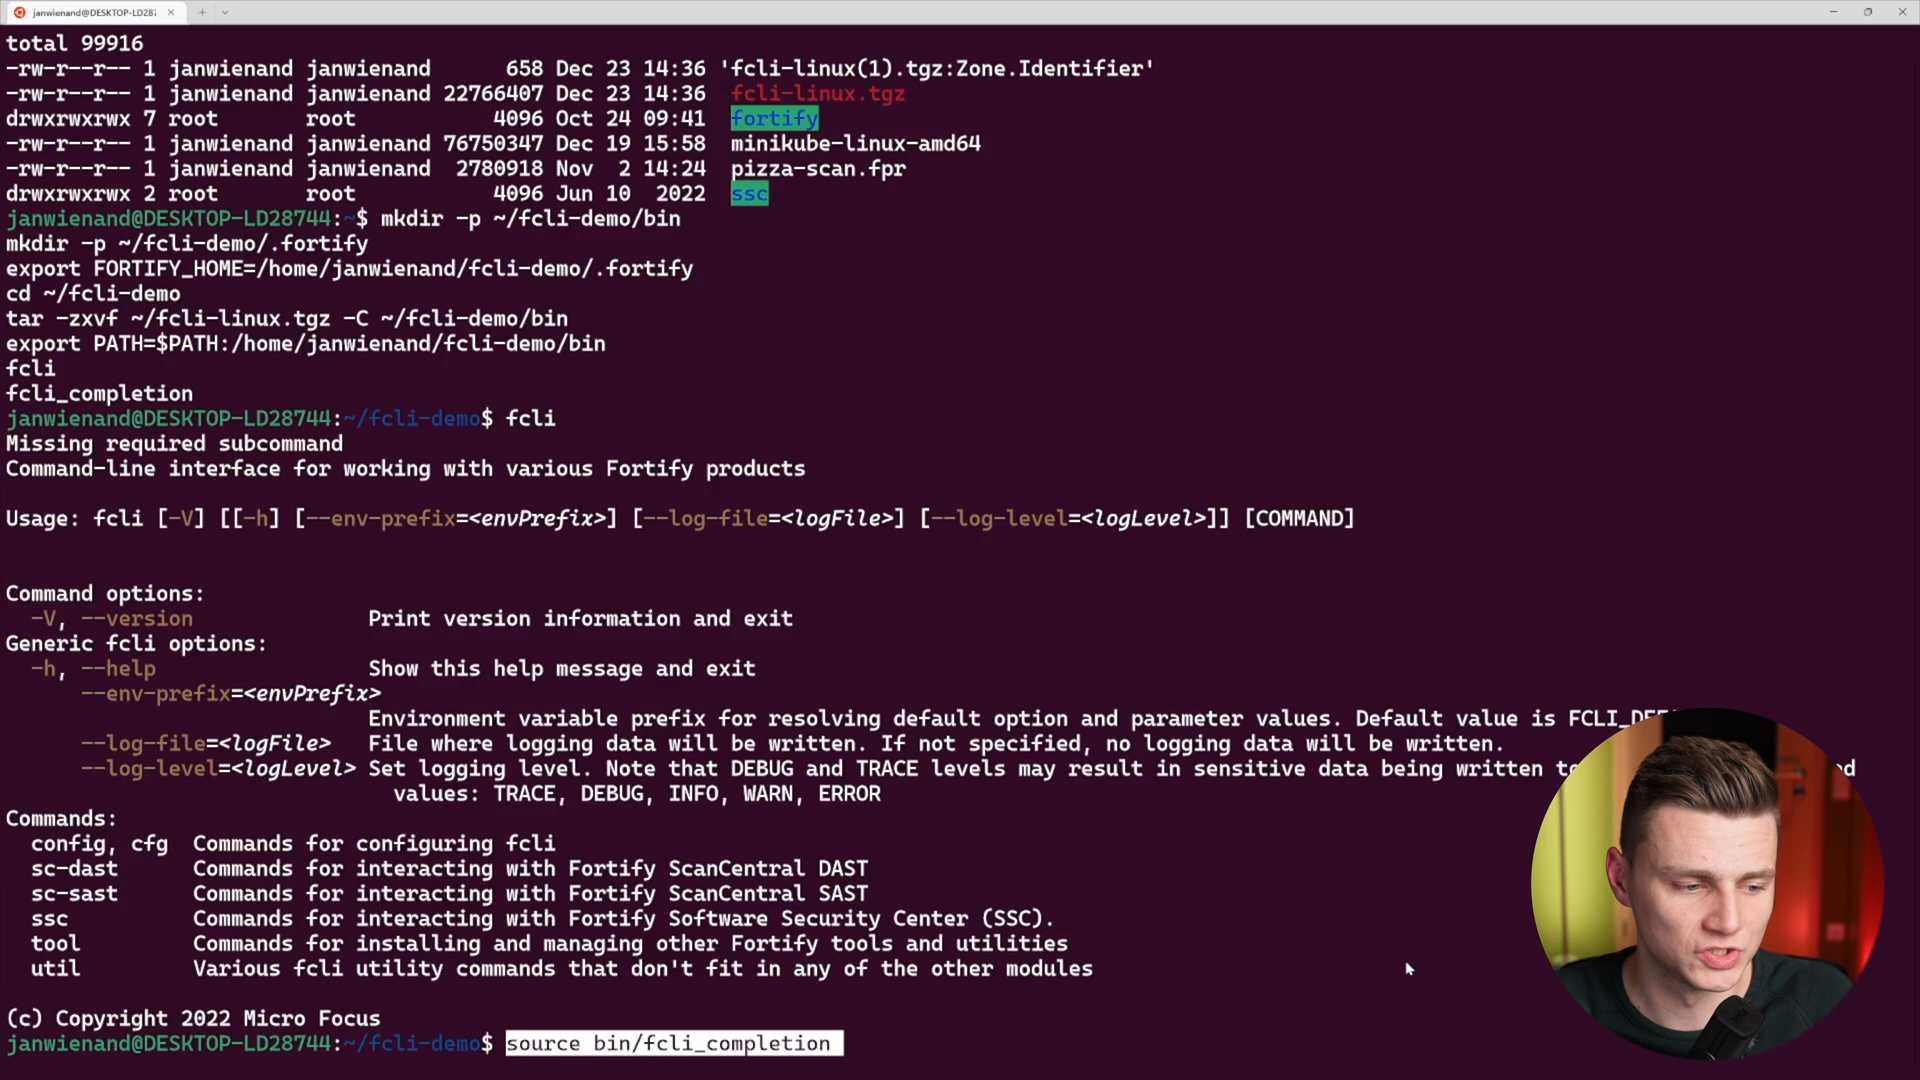 janwienand@DESKTOP-LD287
total 99916
-rw-r--r-- 1 janwienand janwienand      658 Dec 23 14:36 'fcli-linux(1).tgz:Zone.Identifier'
-rw-r--r-- 1 janwienand janwienand 22766407 Dec 23 14:36  fcli-linux.tgz
drwxrwxrwx 7 root       root           4096 Oct 24 09:41  fortify
-rw-r--r-- 1 janwienand janwienand 76750347 Dec 19 15:58  minikube-linux-amd64
-rw-r--r-- 1 janwienand janwienand  2780918 Nov  2 14:24  pizza-scan.fpr
drwxrwxrwx 2 root       root           4096 Jun 10  2022  ssc
janwienand@DESKTOP-LD28744:~$ mkdir -p ~/fcli-demo/bin
mkdir -p ~/fcli-demo/.fortify
export FORTIFY_HOME=/home/janwienand/fcli-demo/.fortify
cd ~/fcli-demo
tar -zxvf ~/fcli-linux.tgz -C ~/fcli-demo/bin
export PATH=$PATH:/home/janwienand/fcli-demo/bin
fcli
fcli_completion
janwienand@DESKTOP-LD28744:~/fcli-demo$ fcli
Missing required subcommand
Command-line interface for working with various Fortify products
Usage: fcli [-V] [[-h] [--env-prefix=<envPrefix>] [--log-file=<logFile>] [--log-level=<logLevel>]] [COMMAND]
Command options:
  -V, --version              Print version information and exit
Generic fcli options:
  -h, --help                 Show this help message and exit
      --env-prefix=<envPrefix>
                             Environment variable prefix for resolving default option and parameter values. Default value is
      --log-file=<logFile>   File where logging data will be written. If not specified, no logging data will be written.
      --log-level=<logLevel> Set logging level. Note that DEBUG and TRACE levels may result in sensitive data being written
                               values: TRACE, DEBUG, INFO, WARN, ERROR
Commands:
  config, cfg  Commands for configuring fcli
  sc-dast      Commands for interacting with Fortify ScanCentral DAST
  sc-sast      Commands for interacting with Fortify ScanCentral SAST
  ssc          Commands for interacting with Fortify Software Security Center (SSC).
  tool         Commands for installing and managing other Fortify tools and utilities
  util         Various fcli utility commands that don't fit in any of the other modules
(c) Copyright 2022 Micro Focus
janwienand@DESKTOP-LD28744:~/fcli-demo$ source bin/fcli_completion